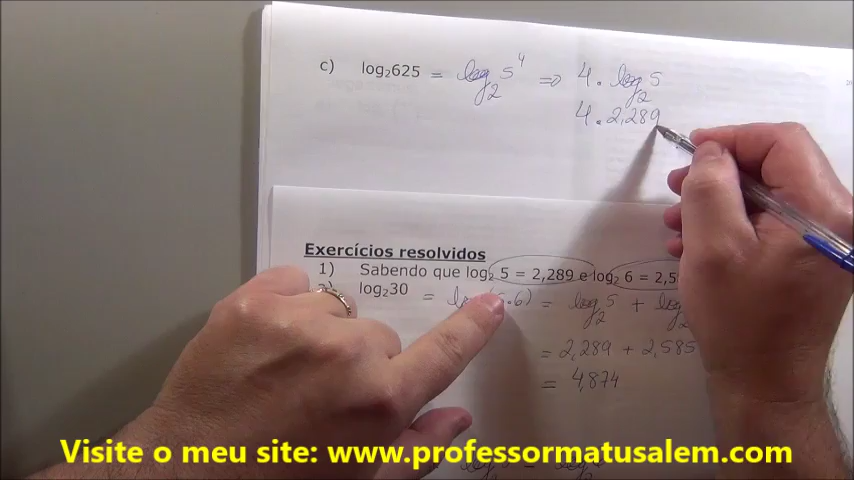 c) log₂625 = log₂ 5⁴ => 4 . log₂ 5
4 . 2,289
Exercícios resolvidos
1) Sabendo que log₂ 5 = 2,289 e log₂ 6 = 2,5
log₂30 = .6) = log₂ 5 + log₂
= 2,289 + 2,585
= 4,874
Visite o meu site: www.professormatusalem.com